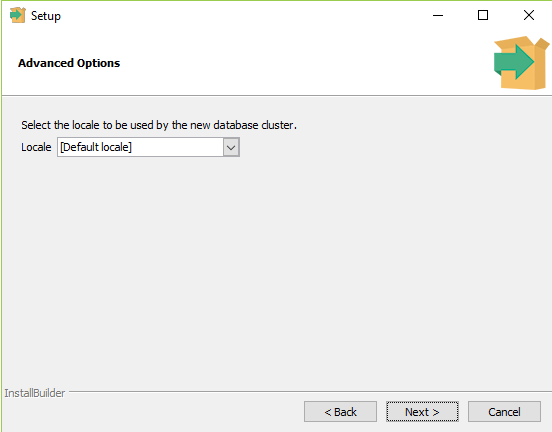 Setup
Advanced Options
Select the locale to be used by the new database cluster.
Locale [Default locale]
InstallBuilder
< Back Next > Cancel